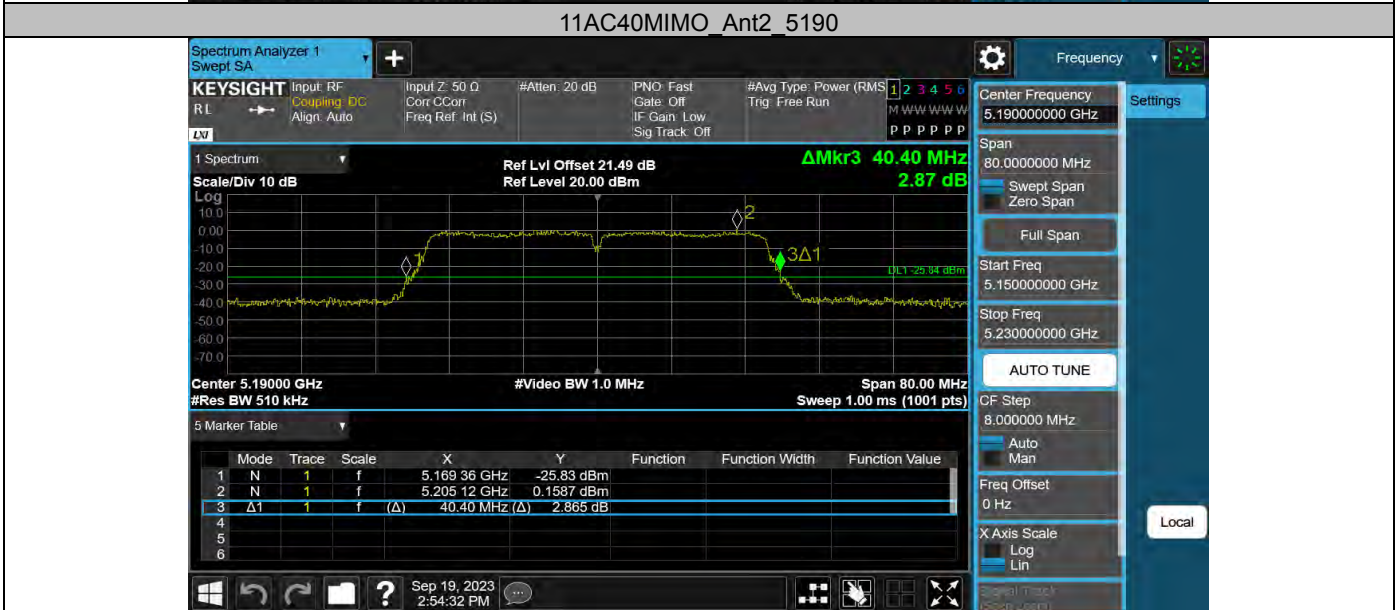 11AC40MIMO_Ant2_5190
Spectrum Analyzer 1
Swept SA
Frequency
KEYSIGHT
RL
LXI
Input: RF
Coupling: DC
Align: Auto
Input Z: 50 Ω
Corr CCorr
Freq Ref: Int (S)
#Atten: 20 dB
PNO: Fast
Gate: Off
IF Gain: Low
Sig Track: Off
#Avg Type: Power (RMS
Trig: Free Run
1 2 3 4 5 6
M W W W W W
P P P P P P
1 Spectrum
Scale/Div 10 dB
Ref Lvl Offset 21.49 dB
Ref Level 20.00 dBm
ΔMkr3 40.40 MHz
2.87 dB
Log
10.0
0.00
-10.0
-20.0
-30.0
-40.0
-50.0
-60.0
-70.0
1
2
3Δ1
DL1 -25.84 dBm
Center 5.19000 GHz
#Video BW 1.0 MHz
Span 80.00 MHz
#Res BW 510 kHz
Sweep 1.00 ms (1001 pts)
5 Marker Table
Mode Trace Scale X Y Function Function Width Function Value
1 N 1 f 5.169 36 GHz -25.83 dBm
2 N 1 f 5.205 12 GHz 0.1587 dBm
3 Δ1 1 f (Δ) 40.40 MHz (Δ) 2.865 dB
4
5
6
Center Frequency
5.190000000 GHz
Settings
Span
80.0000000 MHz
Swept Span
Zero Span
Full Span
Start Freq
5.150000000 GHz
Stop Freq
5.230000000 GHz
AUTO TUNE
CF Step
8.000000 MHz
Auto
Man
Freq Offset
0 Hz
X Axis Scale
Log
Lin
Signal Track
Local
?
Sep 19, 2023
2:54:32 PM